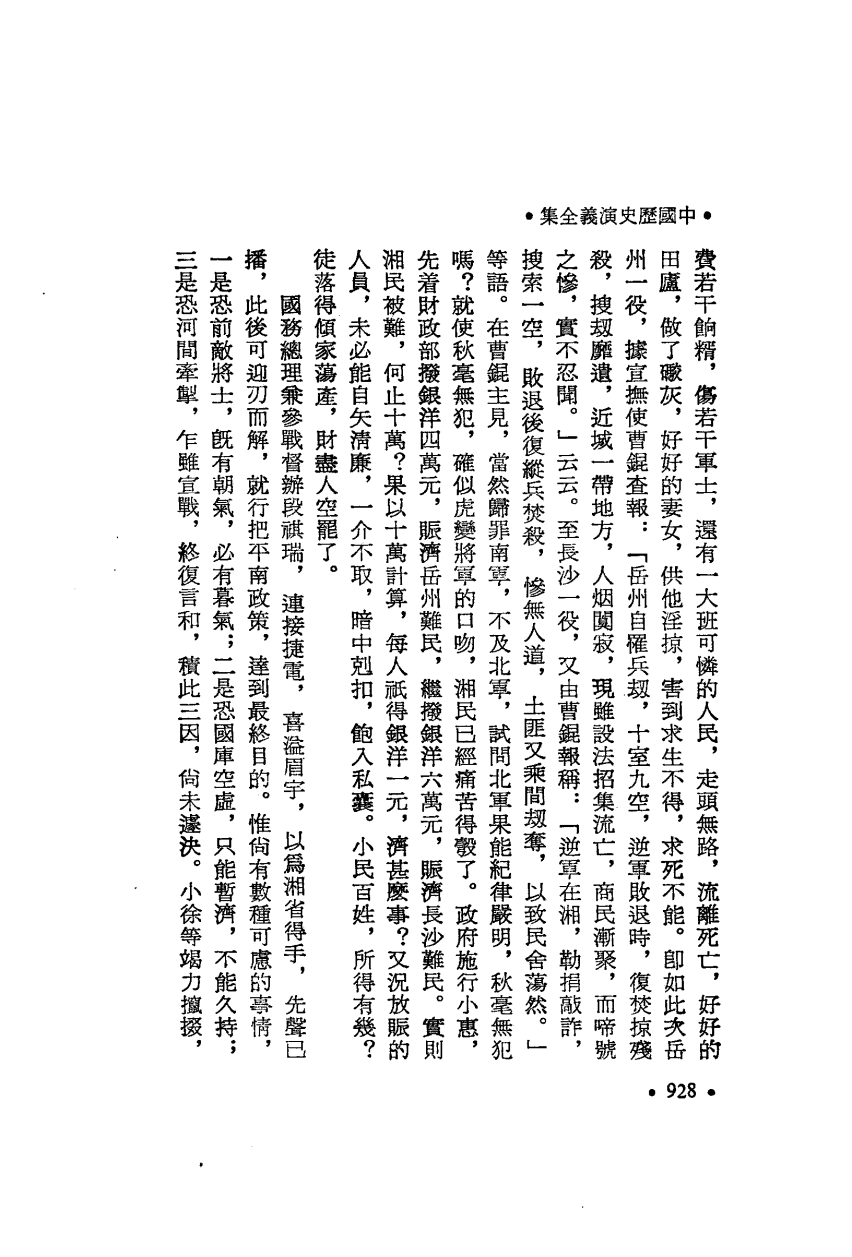 •中國歷史演義全集•
費若干餉糈，傷若干軍士，還有一大班可憐的人民，走頭無路，流離死亡，好好的
田廬，做了礮灰，好好的妻女，供他淫掠，害到求生不得，求死不能。卽如此次岳
州一役，據宣撫使曹錕查報：「岳州自罹兵刼，十室九空，逆軍敗退時，復焚掠殘
殺，搜刼靡遺，近城一帶地方，人烟闃寂，現雖設法招集流亡，商民漸聚，而啼號
之慘，實不忍聞。」云云。至長沙一役，又由曹錕報稱：「逆軍在湘，勒捐敲詐，
搜索一空，敗退後復縱兵焚殺，慘無人道，土匪又乘間刼奪，以致民舍蕩然。」
等語。在曹錕主見，當然歸罪南軍，不及北軍，試問北軍果能紀律嚴明，秋毫無犯
嗎？就使秋毫無犯，確似虎變將軍的口吻，湘民已經痛苦得彀了。政府施行小惠，
先着財政部撥銀洋四萬元，賑濟岳州難民，繼撥銀洋六萬元，賑濟長沙難民。實則
湘民被難，何止十萬？果以十萬計算，每人祇得銀洋一元，濟甚麼事？又況放賑的
人員，未必能自矢清廉，一介不取，暗中剋扣，飽入私囊。小民百姓，所得有幾？
徒落得傾家蕩產，財盡人空罷了。
國務總理兼參戰督辦段祺瑞，連接捷電，喜溢眉宇，以爲湘省得手，先聲已
播，此後可迎刃而解，就行把平南政策，達到最終目的。惟尙有數種可慮的事情，
一是恐前敵將士，旣有朝氣，必有暮氣；二是恐國庫空虛，只能暫濟，不能久持；
三是恐河間牽掣，乍雖宣戰，終復言和，積此三因，尙未遽決。小徐等竭力攛掇，
•928•